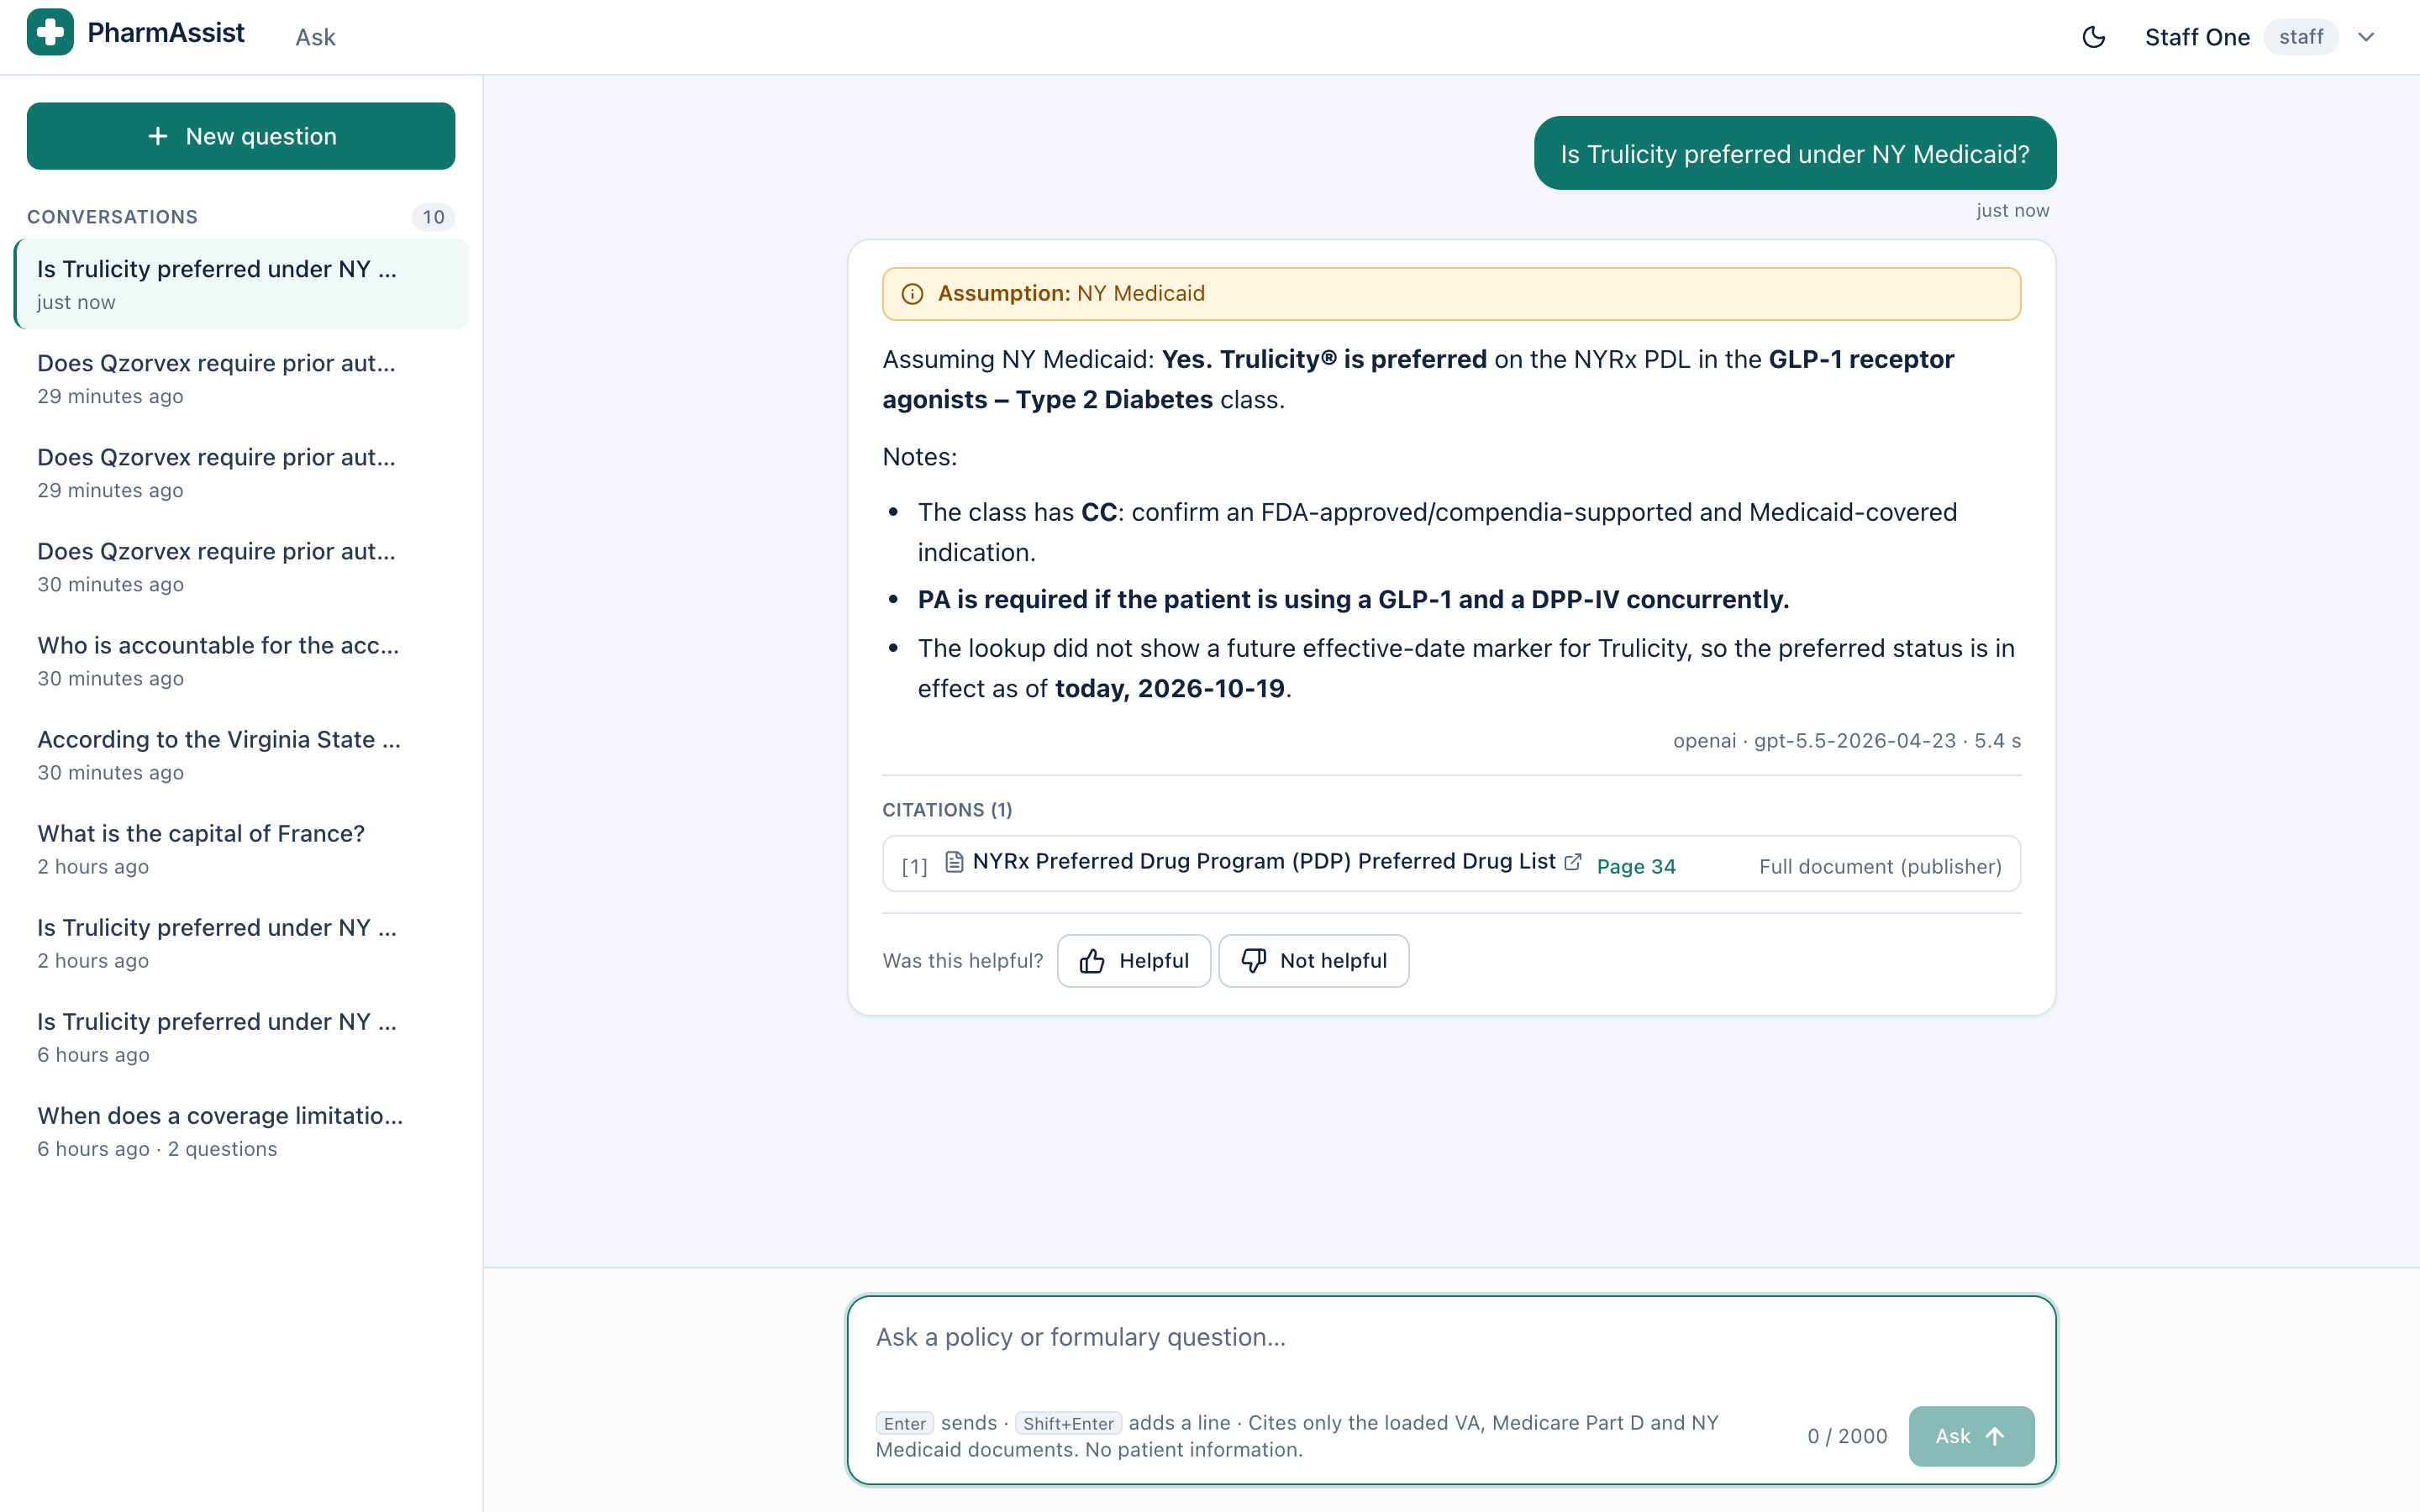 PharmAssist
Ask
Staff One
staff
New question
CONVERSATIONS
10
Is Trulicity preferred under NY ...
just now
Does Qzorvex require prior aut...
29 minutes ago
Does Qzorvex require prior aut...
29 minutes ago
Does Qzorvex require prior aut...
30 minutes ago
Who is accountable for the acc...
30 minutes ago
According to the Virginia State ...
30 minutes ago
What is the capital of France?
2 hours ago
Is Trulicity preferred under NY ...
2 hours ago
Is Trulicity preferred under NY ...
6 hours ago
When does a coverage limitatio...
6 hours ago · 2 questions
Is Trulicity preferred under NY Medicaid?
just now
Assumption: NY Medicaid
Assuming NY Medicaid: Yes. Trulicity® is preferred on the NYRx PDL in the GLP-1 receptor
agonists – Type 2 Diabetes class.
Notes:
• The class has CC: confirm an FDA-approved/compendia-supported and Medicaid-covered
indication.
• PA is required if the patient is using a GLP-1 and a DPP-IV concurrently.
• The lookup did not show a future effective-date marker for Trulicity, so the preferred status is in
effect as of today, 2026-10-19.
openai · gpt-5.5-2026-04-23 · 5.4 s
CITATIONS (1)
[1] NYRx Preferred Drug Program (PDP) Preferred Drug List Page 34 Full document (publisher)
Was this helpful? Helpful Not helpful
Ask a policy or formulary question...
Enter sends · Shift+Enter adds a line · Cites only the loaded VA, Medicare Part D and NY
Medicaid documents. No patient information.
0 / 2000
Ask